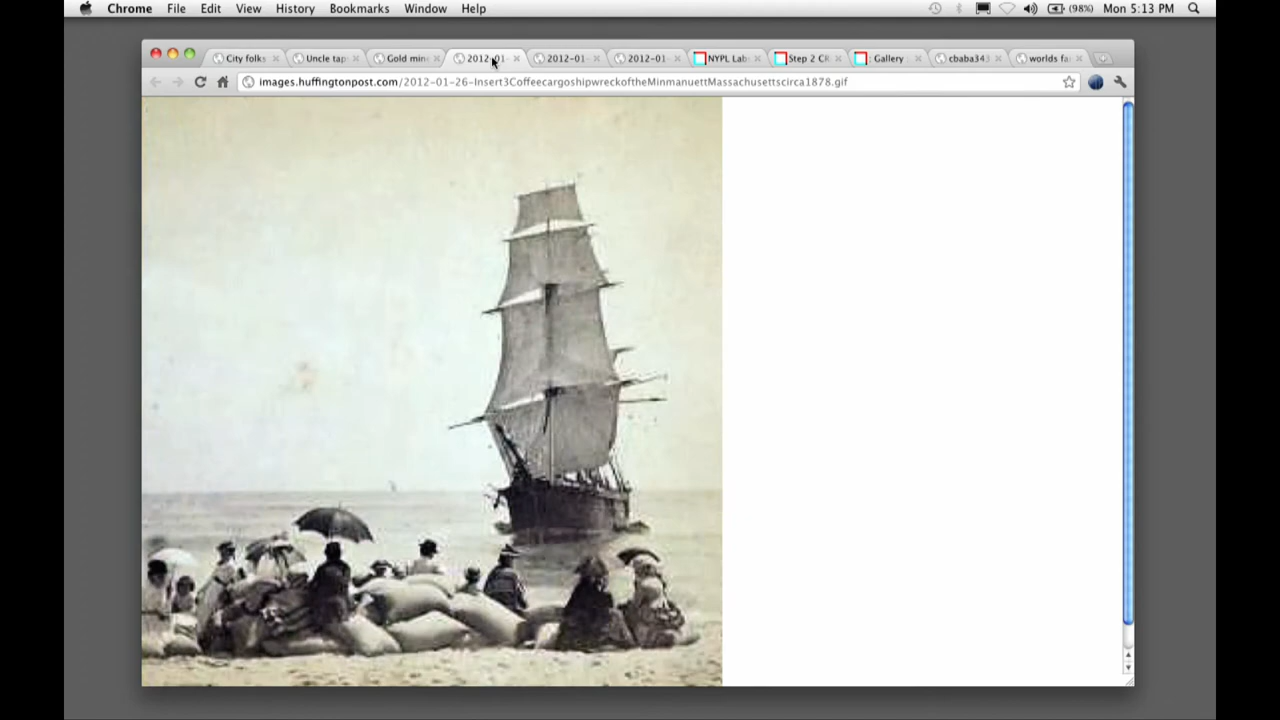 Chrome File Edit View History Bookmarks Window Help (98%) Mon 5:13 PM
City folks Uncle tap Gold min 2012-01 2012-01- 2012-01- NYPL Lab Step 2 CR Gallery cbaba343 worlds fa
images.huffingtonpost.com/2012-01-26-Insert3CoffeecargoshipwreckoftheMinmanuettMassachusettscirca1878.gif